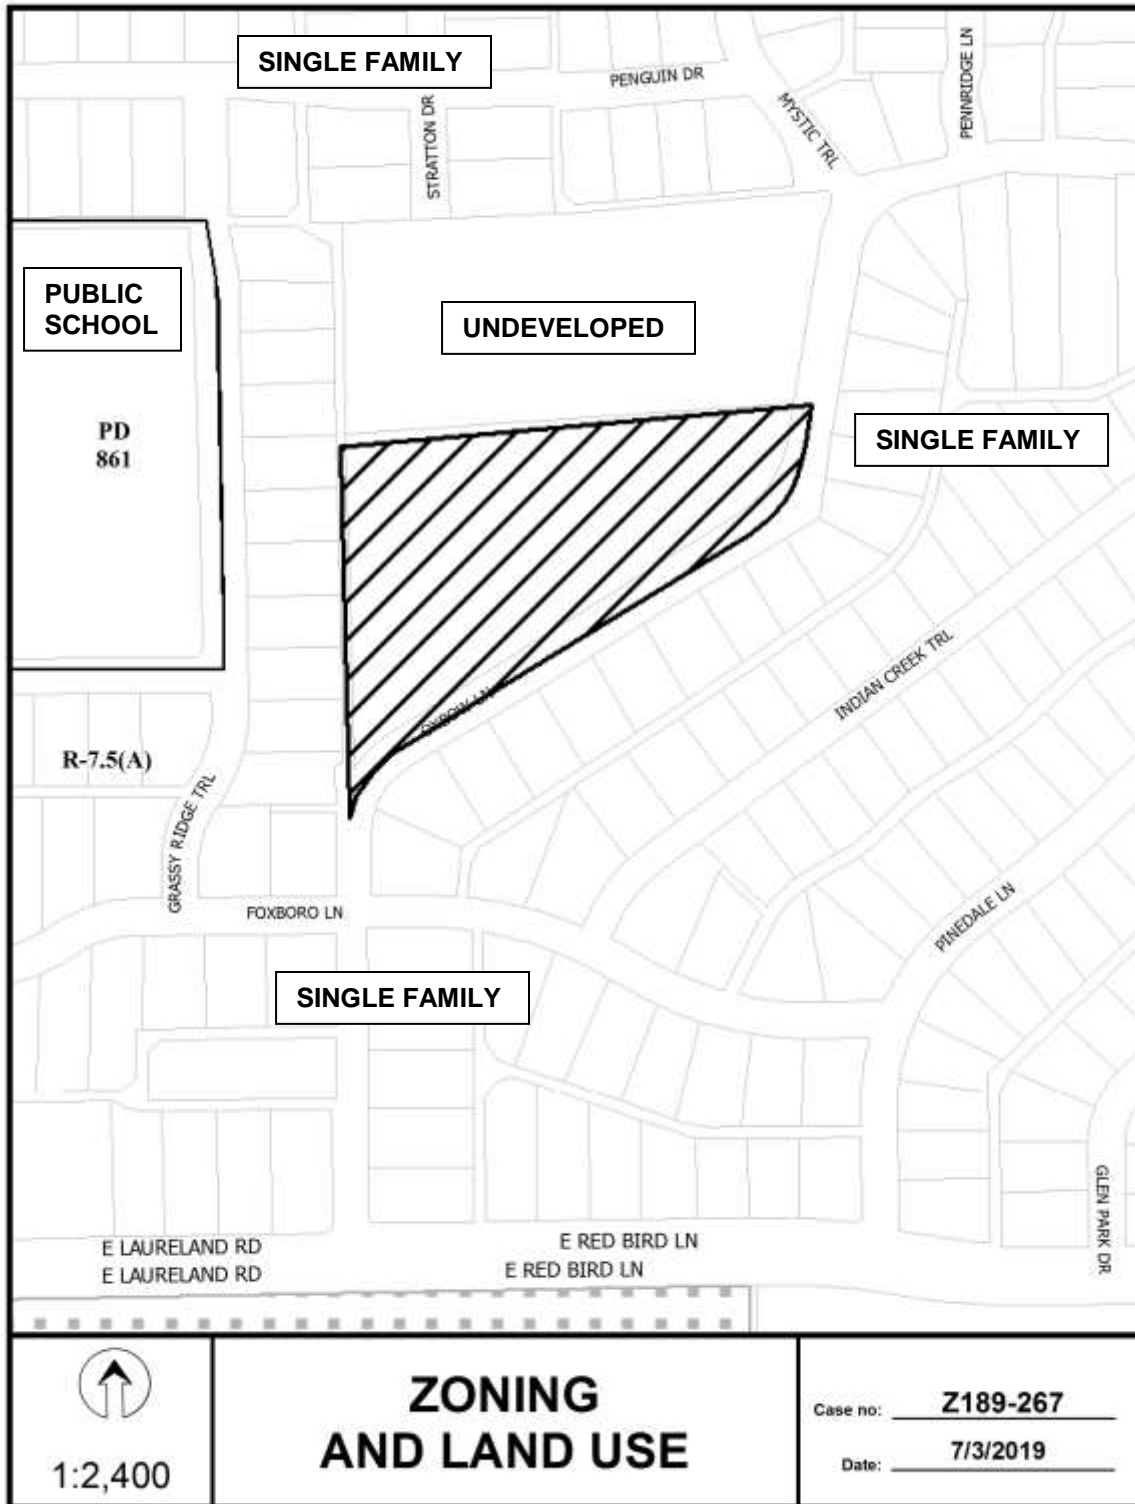 SINGLE FAMILY
PENGUIN DR
PENNRIDGE LN
MYSTIC TRL
STRATTON DR
PUBLIC
SCHOOL
UNDEVELOPED
PD
861
SINGLE FAMILY
INDIAN CREEK TRL
OXBOW LN
R-7.5(A)
GRASSY RIDGE TRL
FOXBORO LN
PINEDALE LN
SINGLE FAMILY
GLEN PARK DR
E LAURELAND RD
E RED BIRD LN
E LAURELAND RD
E RED BIRD LN
1:2,400
ZONING
AND LAND USE
Case no: Z189-267
Date: 7/3/2019